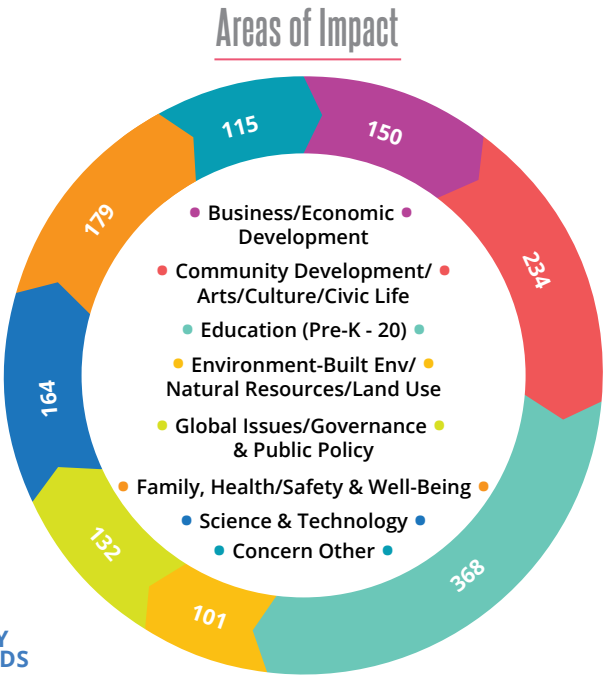 Areas of Impact
115
150
179
234
164
132
101
368
• Business/Economic •
Development
• Community Development/ •
Arts/Culture/Civic Life
• Education (Pre-K - 20) •
• Environment-Built Env/ •
Natural Resources/Land Use
• Global Issues/Governance •
& Public Policy
• Family, Health/Safety & Well-Being •
• Science & Technology •
• Concern Other •
Y
DS